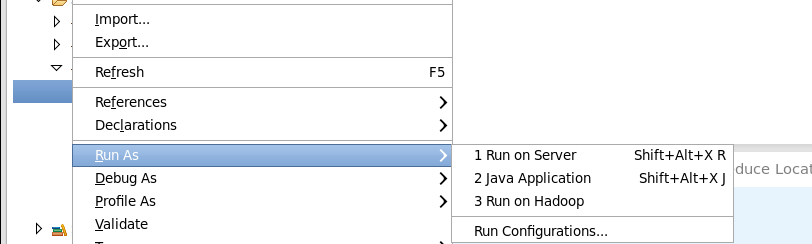 Import...
Export...
Refresh F5
References
Declarations
Run As
Debug As
Profile As
Validate
1 Run on Server Shift+Alt+X R
2 Java Application Shift+Alt+X J
3 Run on Hadoop
Run Configurations...
duce Locat